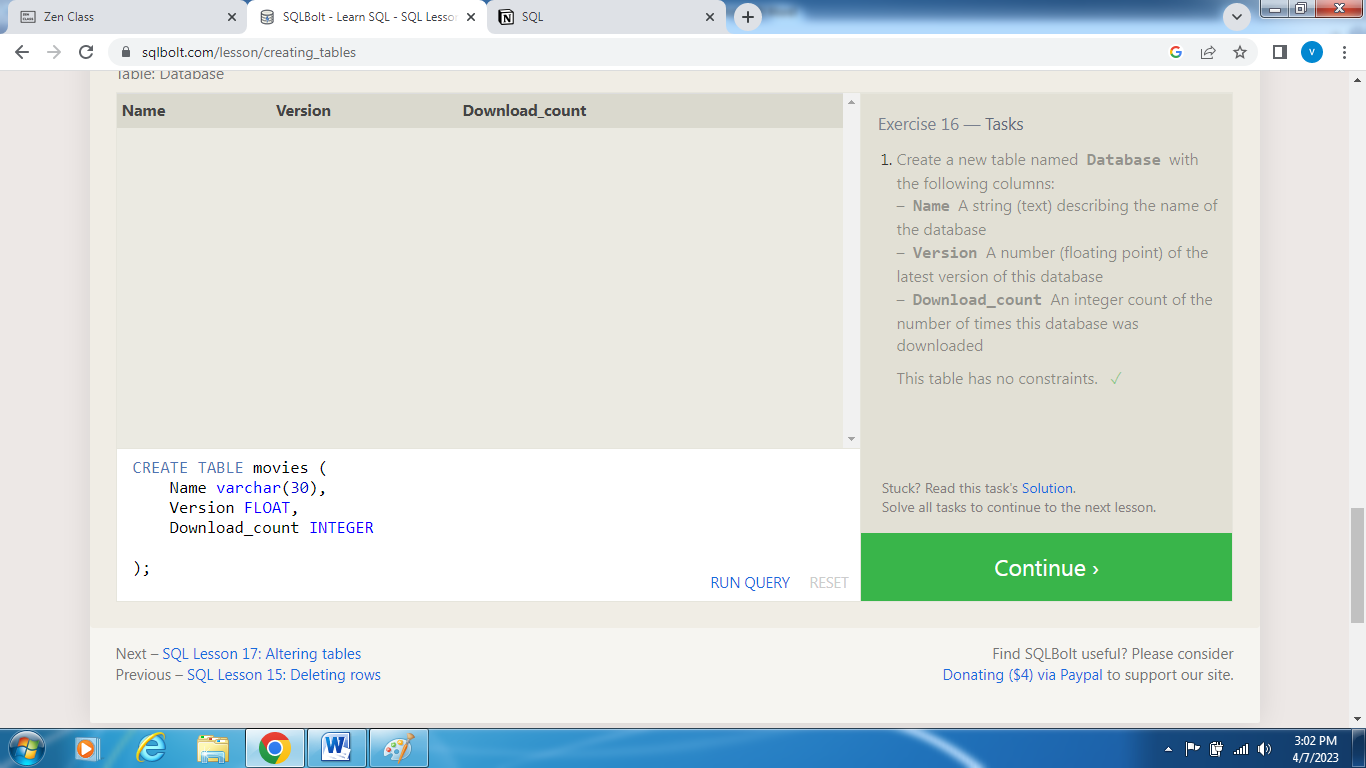 Zen Class
SQLBolt - Learn SQL - SQL Lesso
SQL
sqlbolt.com/lesson/creating_tables
G
v
Table: Database
Name Version Download_count
Exercise 16 — Tasks
1. Create a new table named Database with
the following columns:
– Name A string (text) describing the name of
the database
– Version A number (floating point) of the
latest version of this database
– Download_count An integer count of the
number of times this database was
downloaded
This table has no constraints. ✓
CREATE TABLE movies (
Name varchar(30),
Version FLOAT,
Download_count INTEGER
);
RUN QUERY RESET
Stuck? Read this task's Solution.
Solve all tasks to continue to the next lesson.
Continue ›
Next – SQL Lesson 17: Altering tables
Previous – SQL Lesson 15: Deleting rows
Find SQLBolt useful? Please consider
Donating ($4) via Paypal to support our site.
3:02 PM
4/7/2023